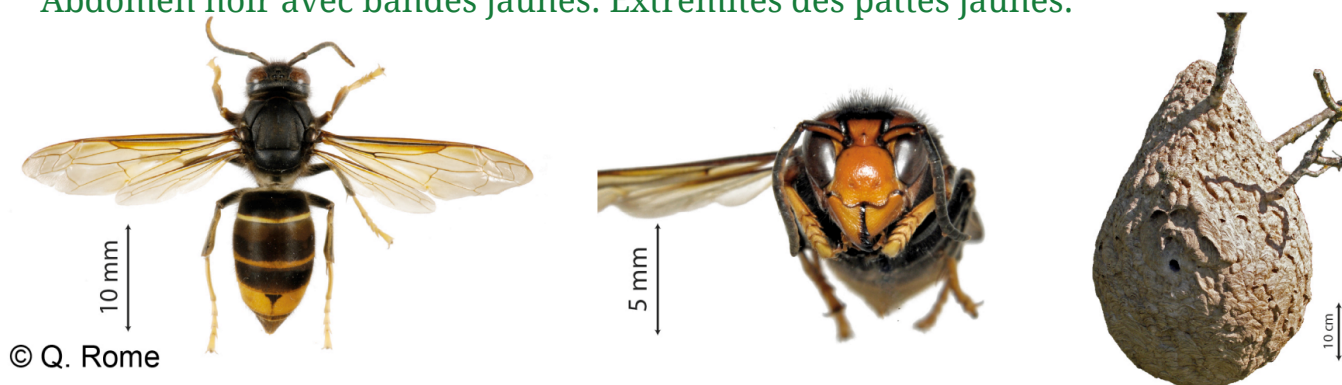 Abdomen noir avec bandes jaunes. Extrémités des pattes jaunes.
10 mm
5 mm
10 cm
© Q. Rome